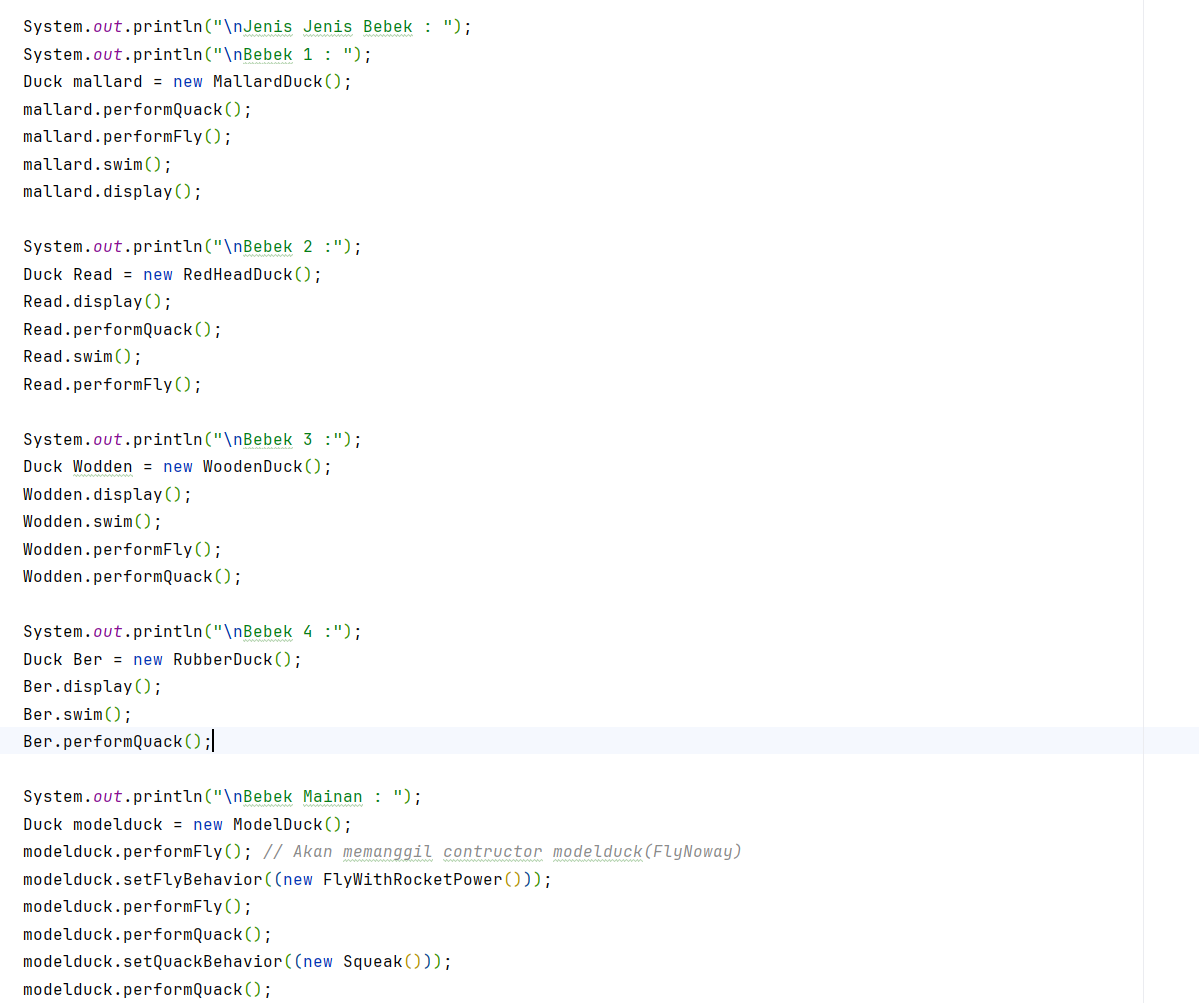 System.out.println("\nJenis Jenis Bebek : ");
System.out.println("\nBebek 1 : ");
Duck mallard = new MallardDuck();
mallard.performQuack();
mallard.performFly();
mallard.swim();
mallard.display();
System.out.println("\nBebek 2 :");
Duck Read = new RedHeadDuck();
Read.display();
Read.performQuack();
Read.swim();
Read.performFly();
System.out.println("\nBebek 3 :");
Duck Wodden = new WoodenDuck();
Wodden.display();
Wodden.swim();
Wodden.performFly();
Wodden.performQuack();
System.out.println("\nBebek 4 :");
Duck Ber = new RubberDuck();
Ber.display();
Ber.swim();
Ber.performQuack();
System.out.println("\nBebek Mainan : ");
Duck modelduck = new ModelDuck();
modelduck.performFly(); // Akan memanggil contructor modelduck(FlyNoway)
modelduck.setFlyBehavior((new FlyWithRocketPower()));
modelduck.performFly();
modelduck.performQuack();
modelduck.setQuackBehavior((new Squeak()));
modelduck.performQuack();